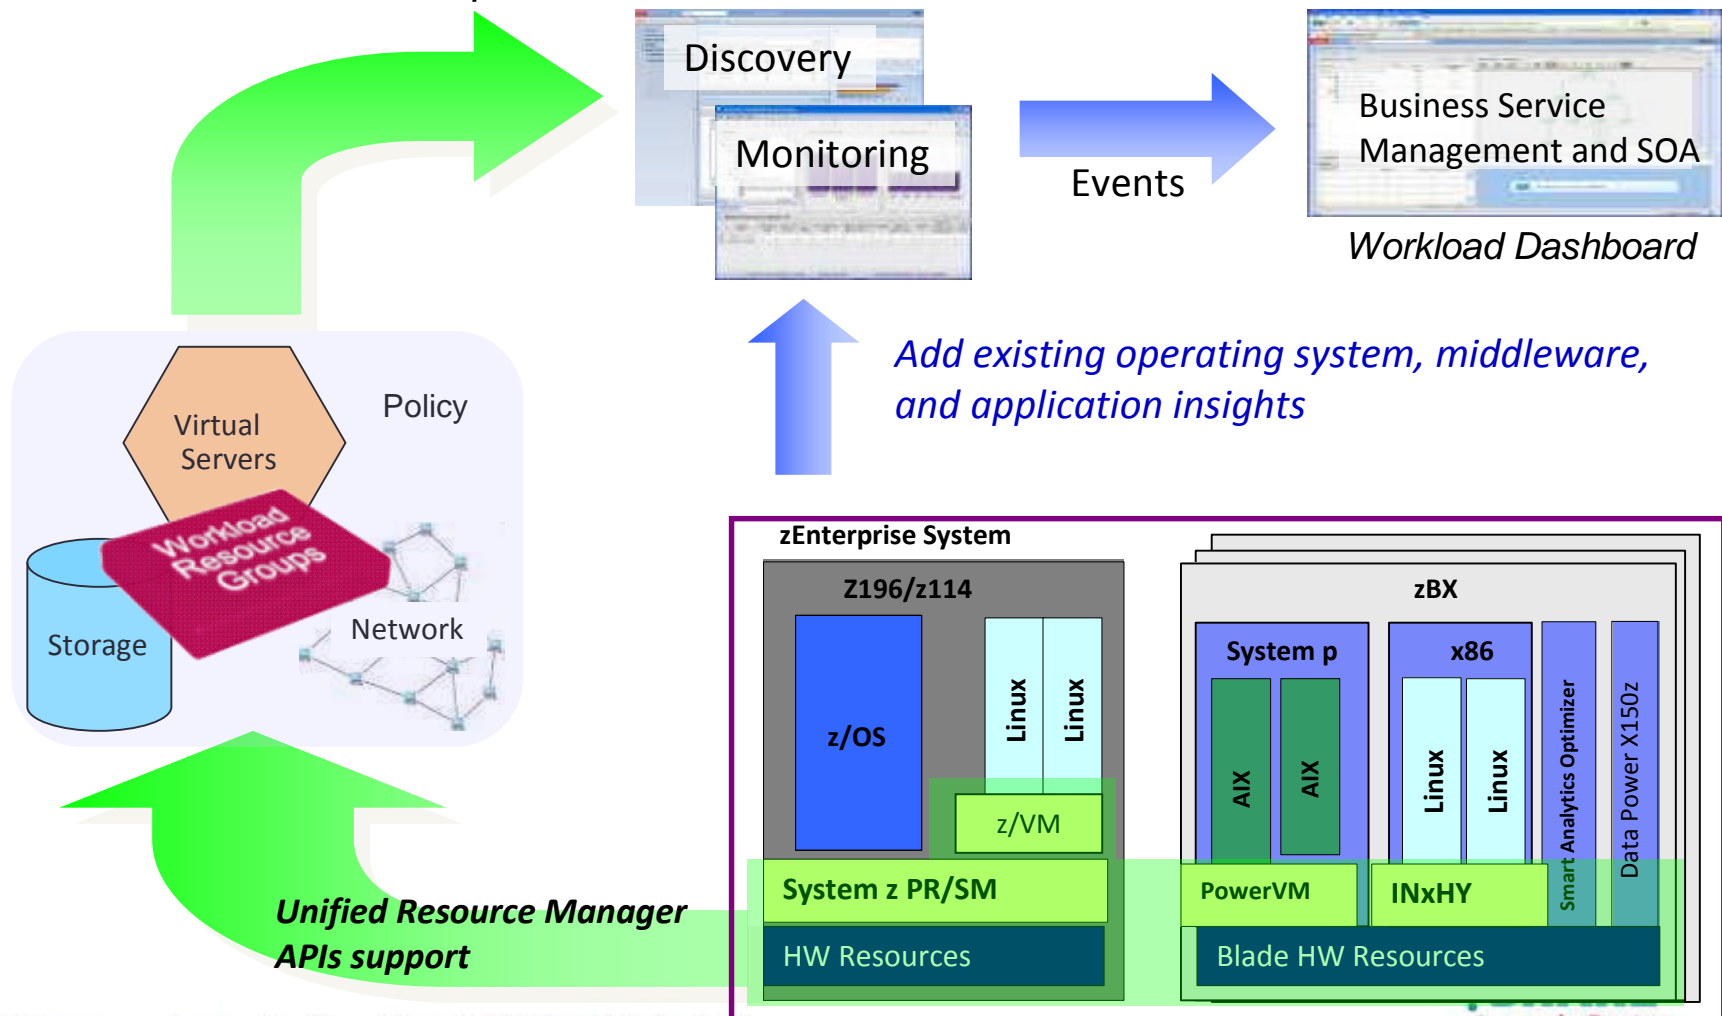 Discovery
Monitoring
Events
Business Service
Management and SOA
Workload Dashboard
Add existing operating system, middleware,
and application insights
Policy
Virtual
Servers
Workload
Resource
Groups
Storage
Network
Unified Resource Manager
APIs support
zEnterprise System
Z196/z114
z/OS
Linux
Linux
z/VM
System z PR/SM
HW Resources
zBX
System p
AIX
AIX
PowerVM
x86
Linux
Linux
INxHY
Smart Analytics Optimizer
Data Power X150z
Blade HW Resources